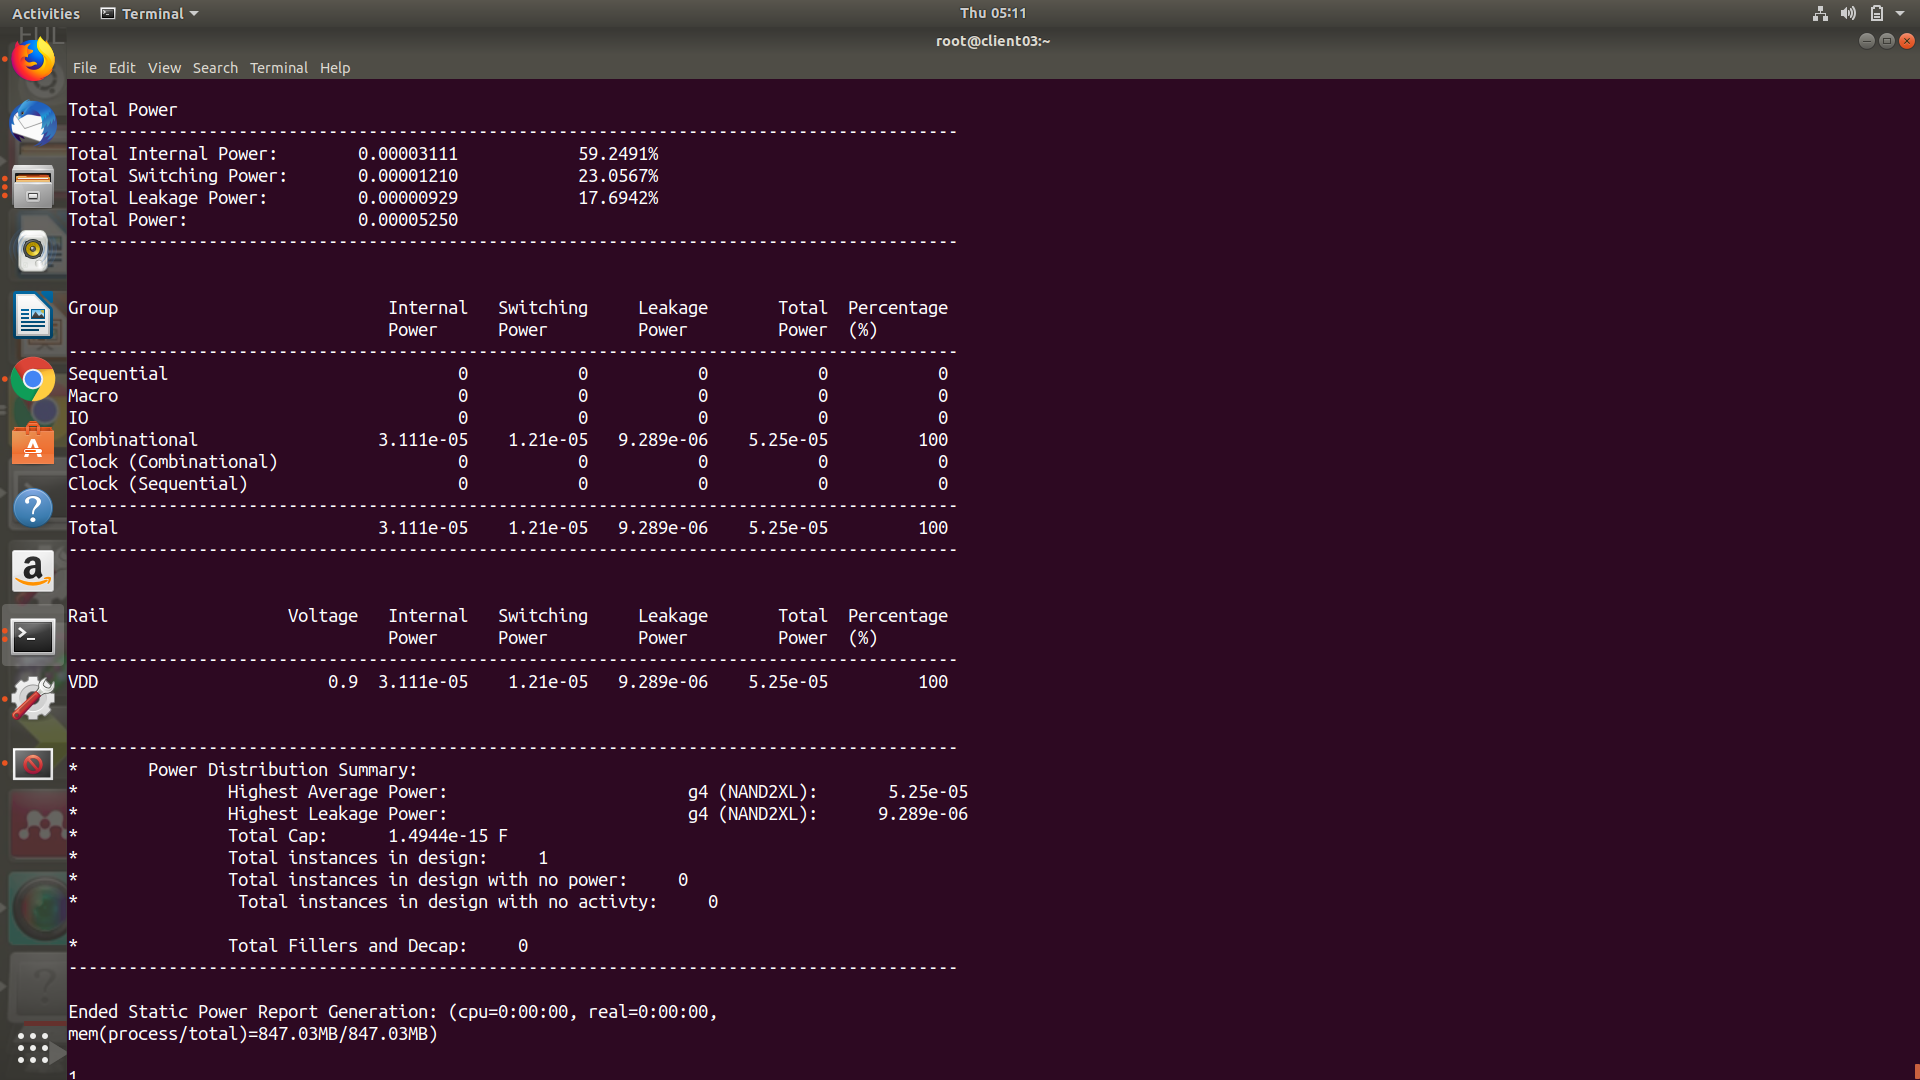 Activities Terminal Thu 05:11
root@client03:~
File Edit View Search Terminal Help
Total Power
-----------------------------------------------------------------------------------------
Total Internal Power: 0.00003111 59.2491%
Total Switching Power: 0.00001210 23.0567%
Total Leakage Power: 0.00000929 17.6942%
Total Power: 0.00005250
-----------------------------------------------------------------------------------------
Group Internal Switching Leakage Total Percentage
Power Power Power Power (%)
-----------------------------------------------------------------------------------------
Sequential 0 0 0 0 0
Macro 0 0 0 0 0
IO 0 0 0 0 0
Combinational 3.111e-05 1.21e-05 9.289e-06 5.25e-05 100
Clock (Combinational) 0 0 0 0 0
Clock (Sequential) 0 0 0 0 0
-----------------------------------------------------------------------------------------
Total 3.111e-05 1.21e-05 9.289e-06 5.25e-05 100
-----------------------------------------------------------------------------------------
Rail Voltage Internal Switching Leakage Total Percentage
Power Power Power Power (%)
-----------------------------------------------------------------------------------------
VDD 0.9 3.111e-05 1.21e-05 9.289e-06 5.25e-05 100
-----------------------------------------------------------------------------------------
* Power Distribution Summary:
* Highest Average Power: g4 (NAND2XL): 5.25e-05
* Highest Leakage Power: g4 (NAND2XL): 9.289e-06
* Total Cap: 1.4944e-15 F
* Total instances in design: 1
* Total instances in design with no power: 0
* Total instances in design with no activty: 0
* Total Fillers and Decap: 0
-----------------------------------------------------------------------------------------
Ended Static Power Report Generation: (cpu=0:00:00, real=0:00:00,
mem(process/total)=847.03MB/847.03MB)
1